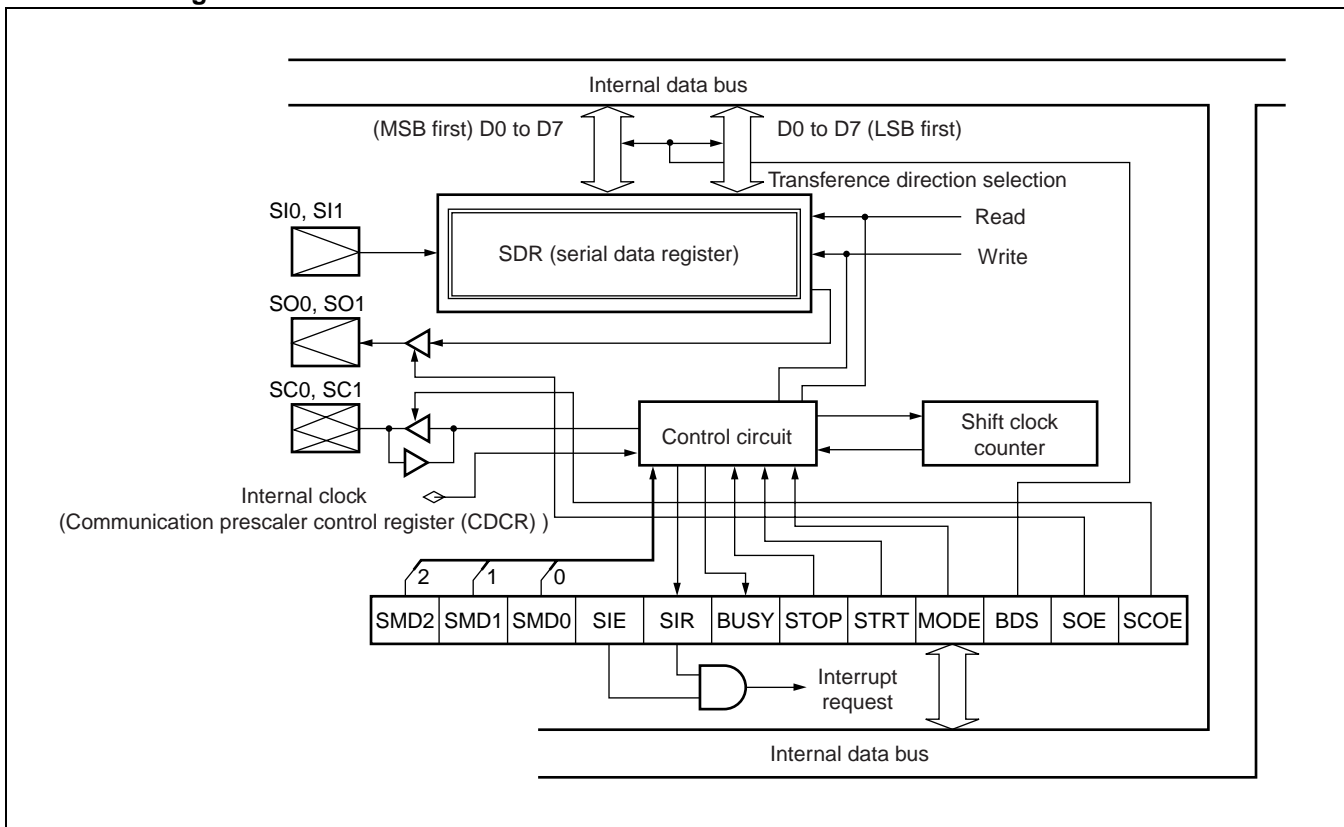 Internal data bus
(MSB first) D0 to D7
D0 to D7 (LSB first)
Transference direction selection
SI0, SI1
Read
SDR (serial data register)
Write
SO0, SO1
SC0, SC1
Control circuit
Shift clock
counter
Internal clock
(Communication prescaler control register (CDCR) )
2
1
0
SMD2 SMD1 SMD0 SIE SIR BUSY STOP STRT MODE BDS SOE SCOE
Interrupt
request
Internal data bus